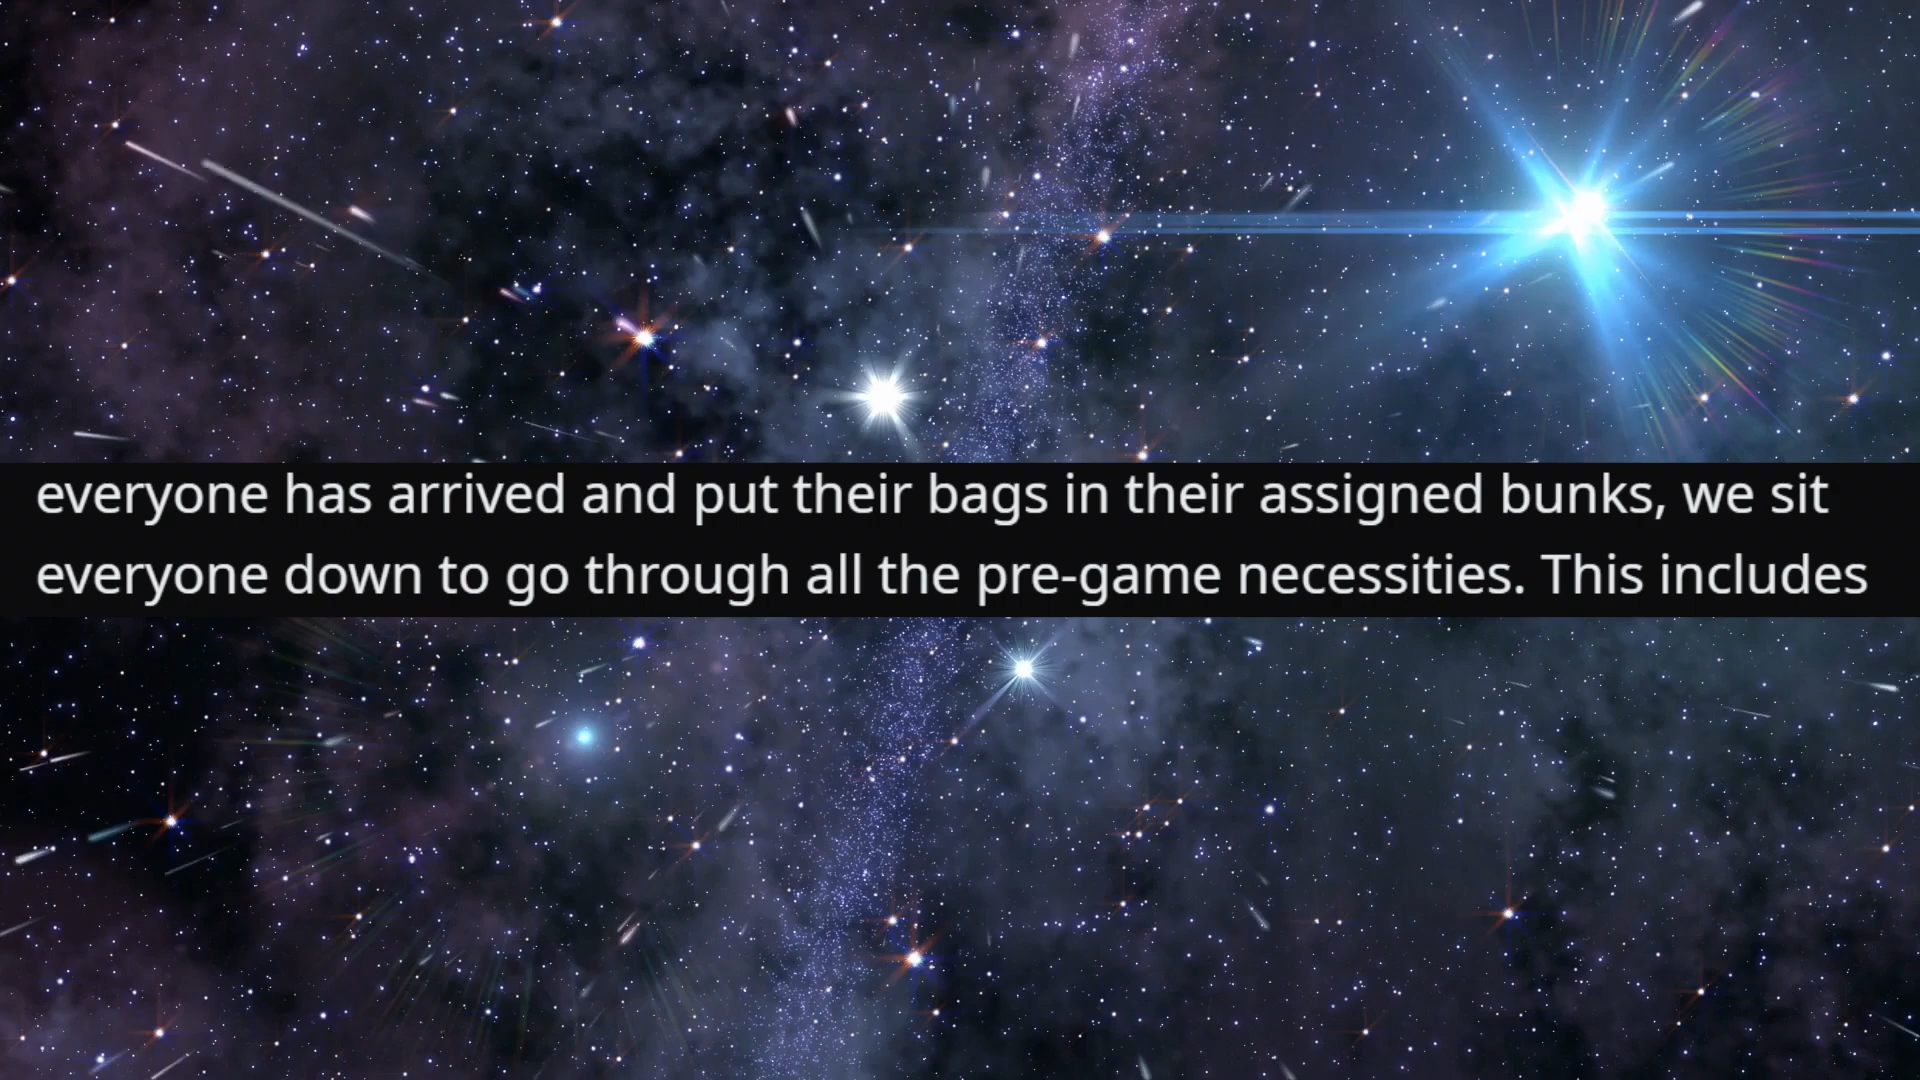 everyone has arrived and put their bags in their assigned bunks, we sit
everyone down to go through all the pre-game necessities. This includes